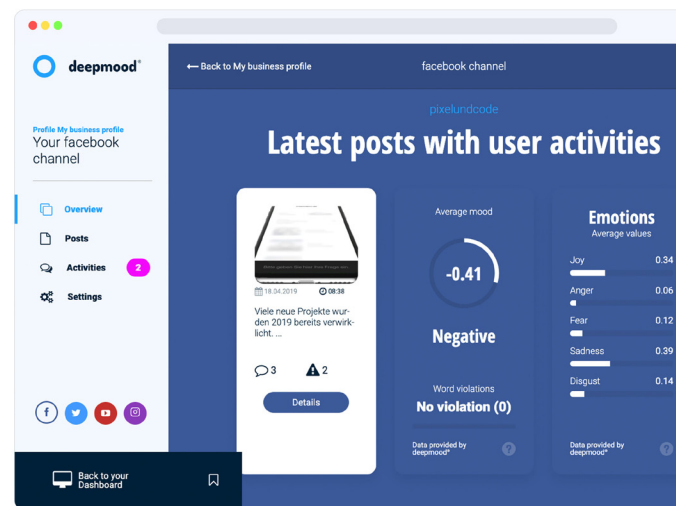 deepmood°
← Back to My business profile
facebook channel
Profile My business profile
Your facebook
channel
Overview
Posts
Activities
2
Settings
Back to your
Dashboard
pixelundcode
Latest posts with user activities
18.04.2019
08:38
Viele neue Projekte wur-
den 2019 bereits verwirk-
licht. ...
3
2
Details
Average mood
-0.41
Negative
Word violations
No violation (0)
Data provided by
deepmood°
?
Emotions
Average values
Joy 0.34
Anger 0.06
Fear 0.12
Sadness 0.39
Disgust 0.14
Data provided by
deepmood°
?